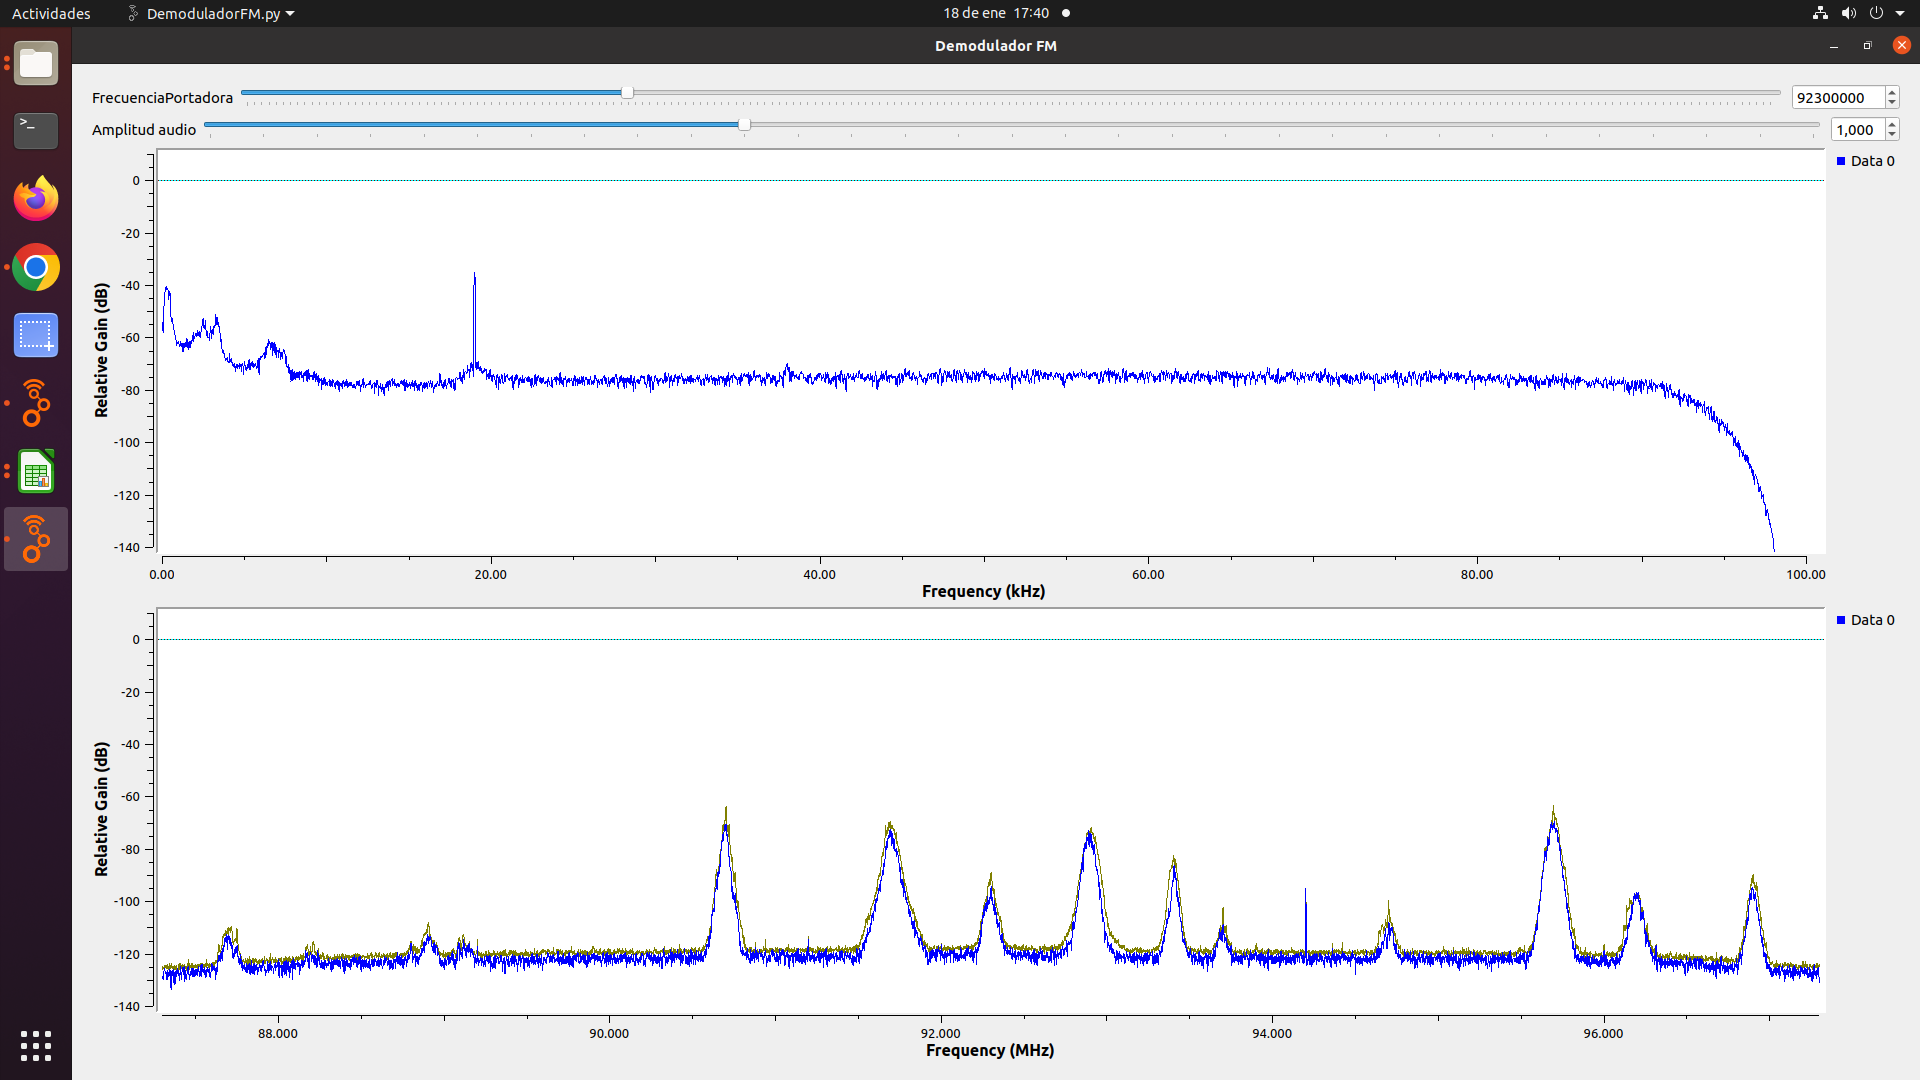 Actividades
DemoduladorFM.py
18 de ene 17:40
Demodulador FM
FrecuenciaPortadora
92300000
Amplitud audio
1,000
Data 0
0
-20
-40
-60
-80
-100
-120
-140
Relative Gain (dB)
0.00 20.00 40.00 60.00 80.00 100.00
Frequency (kHz)
Data 0
0
-20
-40
-60
-80
-100
-120
-140
Relative Gain (dB)
88.000 90.000 92.000 94.000 96.000
Frequency (MHz)